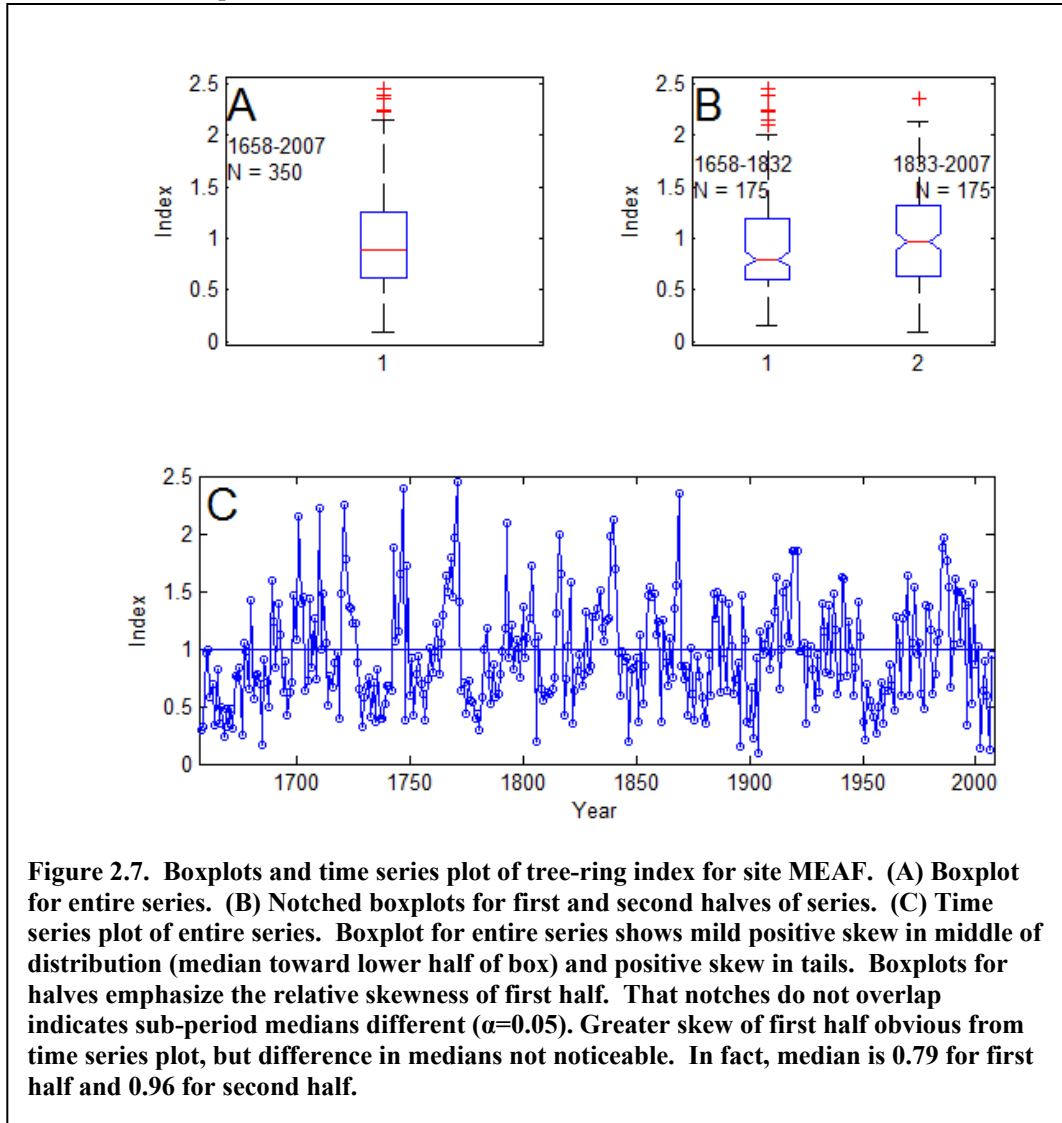 A
1658-2007
N = 350
Index
2.5
2
1.5
1
0.5
0
1
B
1658-1832
N = 175
1833-2007
N = 175
Index
2.5
2
1.5
1
0.5
0
1 2
C
Index
2.5
2
1.5
1
0.5
0
1700 1750 1800 1850 1900 1950 2000
Year
Figure 2.7. Boxplots and time series plot of tree-ring index for site MEAF. (A) Boxplot
for entire series. (B) Notched boxplots for first and second halves of series. (C) Time
series plot of entire series. Boxplot for entire series shows mild positive skew in middle of
distribution (median toward lower half of box) and positive skew in tails. Boxplots for
halves emphasize the relative skewness of first half. That notches do not overlap
indicates sub-period medians different (α=0.05). Greater skew of first half obvious from
time series plot, but difference in medians not noticeable. In fact, median is 0.79 for first
half and 0.96 for second half.